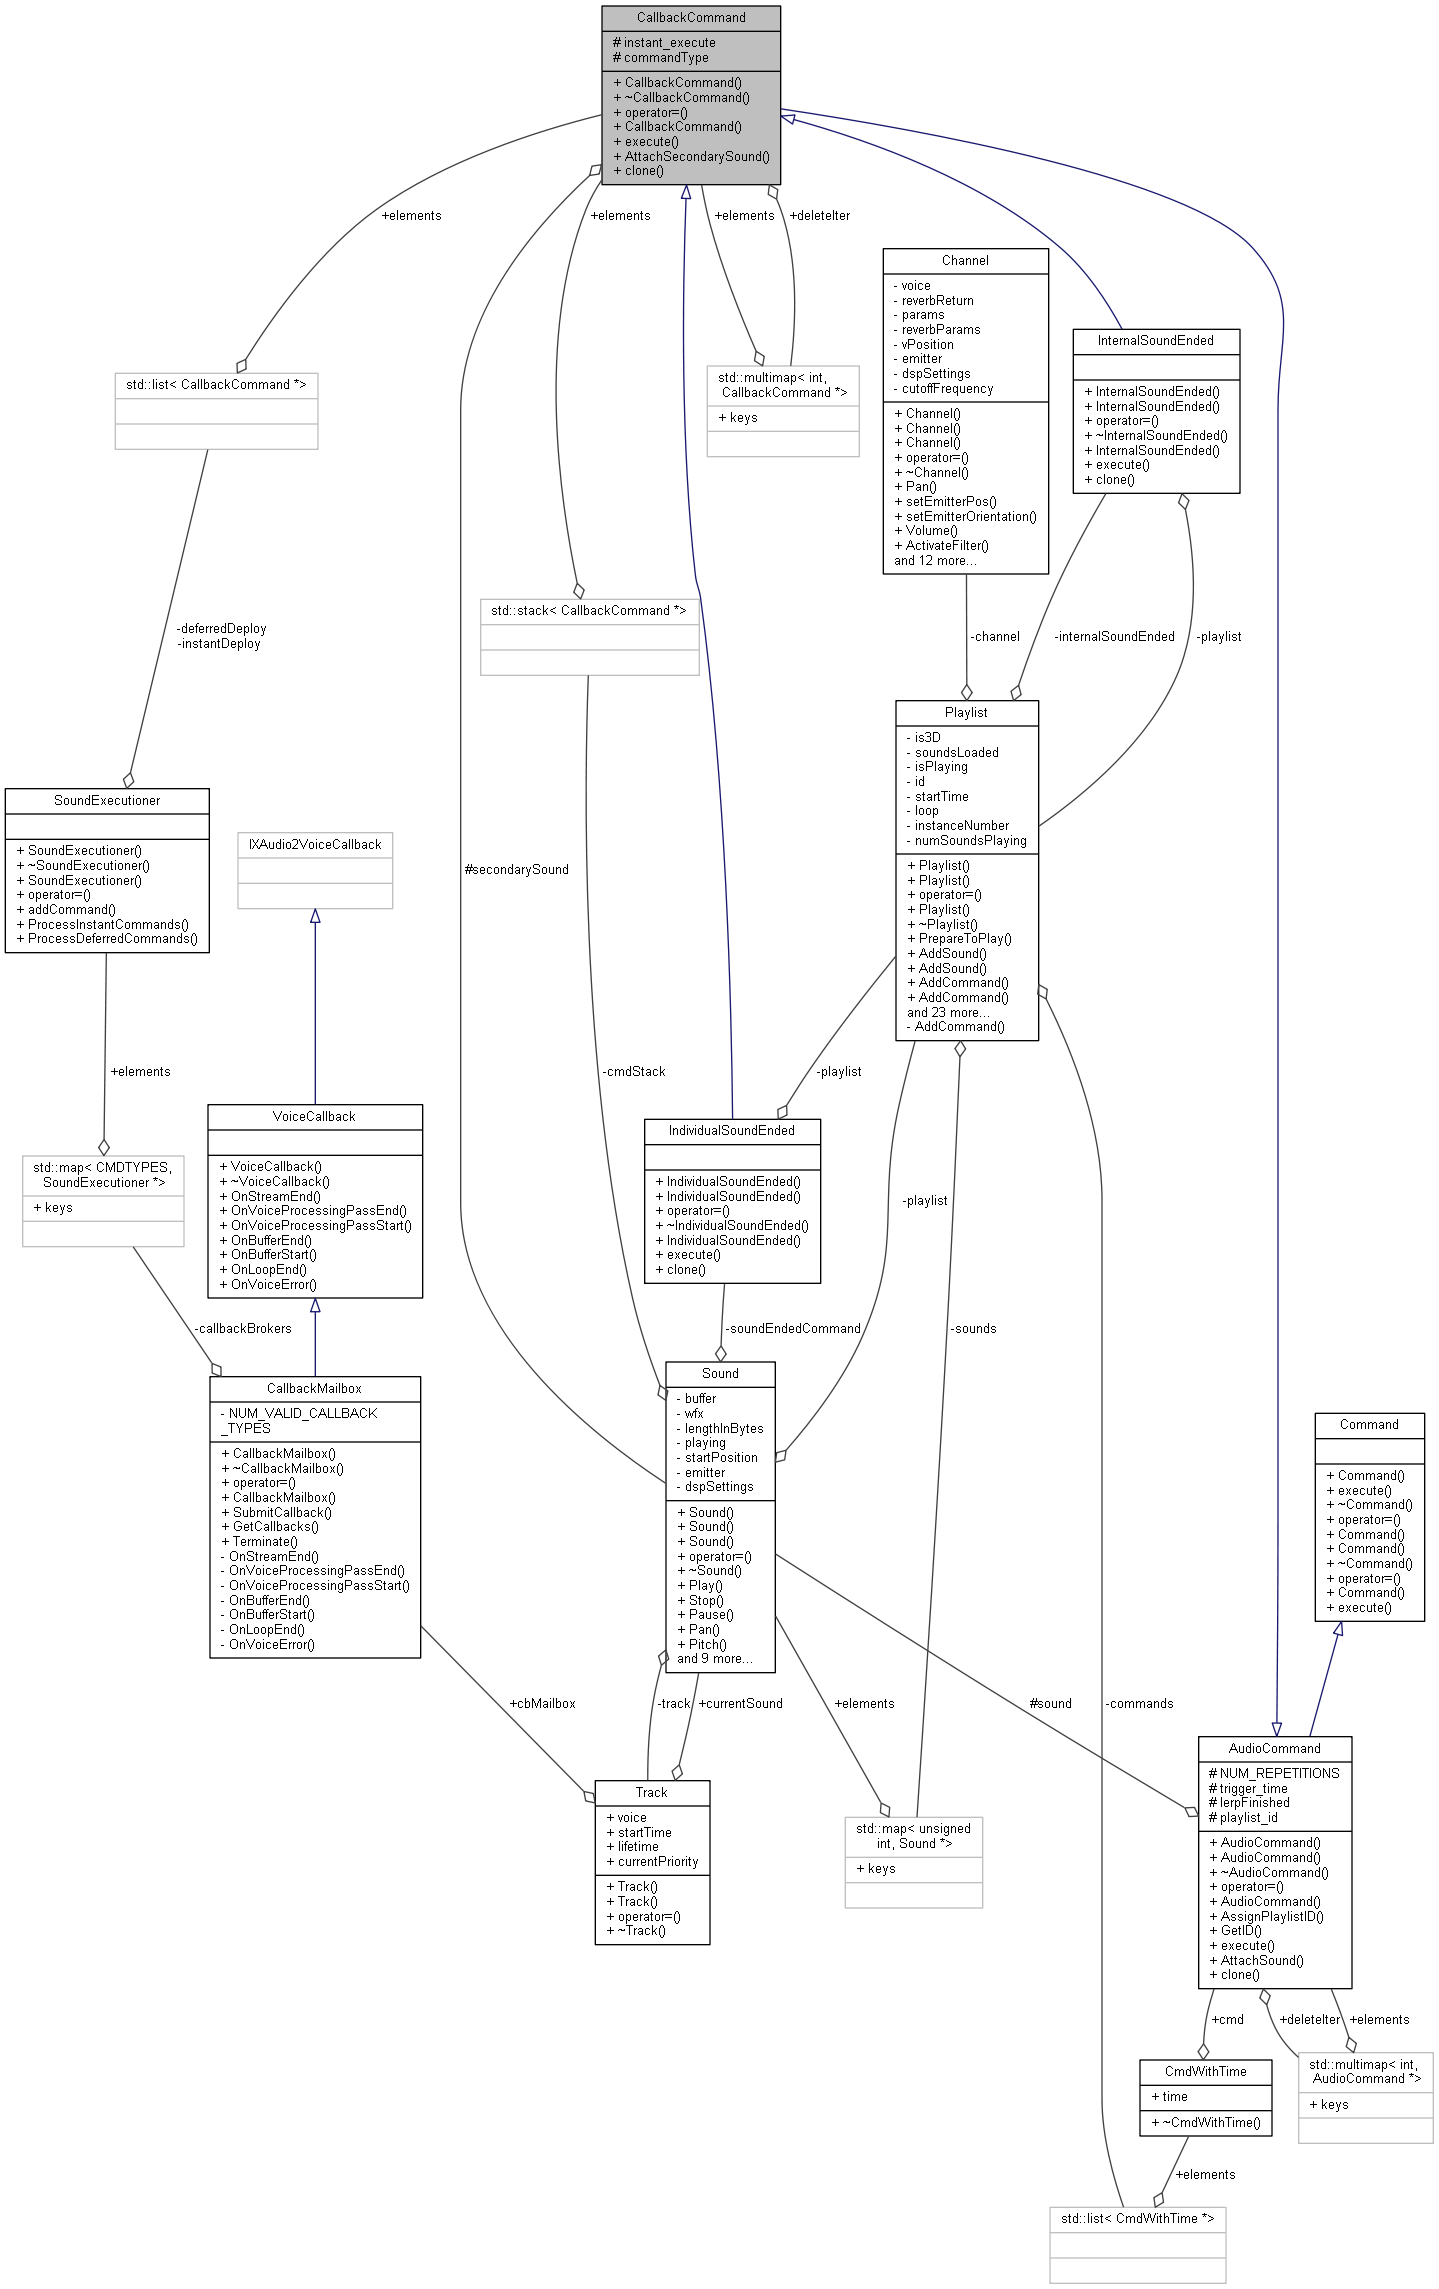 CallbackCommand
# instant_execute
# commandType
+ CallbackCommand()
+ ~CallbackCommand()
+ operator=()
+ CallbackCommand()
+ execute()
+ AttachSecondarySound()
+ clone()
+elements
+elements
+elements
+deleteIter
Channel
- voice
- reverbReturn
- params
- reverbParams
- vPosition
- emitter
- dspSettings
- cutoffFrequency
+ Channel()
+ Channel()
+ Channel()
+ operator=()
+ ~Channel()
+ Pan()
+ setEmitterPos()
+ setEmitterOrientation()
+ Volume()
+ ActivateFilter()
and 12 more...
InternalSoundEnded
+ InternalSoundEnded()
+ InternalSoundEnded()
+ operator=()
+ ~InternalSoundEnded()
+ InternalSoundEnded()
+ execute()
+ clone()
std::list< CallbackCommand *>
std::multimap< int,
CallbackCommand *>
+ keys
std::stack< CallbackCommand *>
-deferredDeploy
-instantDeploy
-channel
-internalSoundEnded
-playlist
Playlist
- is3D
- soundsLoaded
- isPlaying
- id
- startTime
- loop
- instanceNumber
- numSoundsPlaying
+ Playlist()
+ Playlist()
+ operator=()
+ Playlist()
+ ~Playlist()
+ PrepareToPlay()
+ AddSound()
+ AddSound()
+ AddCommand()
+ AddCommand()
and 23 more...
- AddCommand()
SoundExecutioner
+ SoundExecutioner()
+ ~SoundExecutioner()
+ SoundExecutioner()
+ operator=()
+ addCommand()
+ ProcessInstantCommands()
+ ProcessDeferredCommands()
IXAudio2VoiceCallback
#secondarySound
+elements
-cmdStack
-playlist
VoiceCallback
+ VoiceCallback()
+ ~VoiceCallback()
+ OnStreamEnd()
+ OnVoiceProcessingPassEnd()
+ OnVoiceProcessingPassStart()
+ OnBufferEnd()
+ OnBufferStart()
+ OnLoopEnd()
+ OnVoiceError()
IndividualSoundEnded
+ IndividualSoundEnded()
+ IndividualSoundEnded()
+ operator=()
+ ~IndividualSoundEnded()
+ IndividualSoundEnded()
+ execute()
+ clone()
std::map< CMDTYPES,
SoundExecutioner *>
+ keys
-playlist
-callbackBrokers
-soundEndedCommand
-sounds
CallbackMailbox
- NUM_VALID_CALLBACK
_TYPES
+ CallbackMailbox()
+ ~CallbackMailbox()
+ operator=()
+ CallbackMailbox()
+ SubmitCallback()
+ GetCallbacks()
+ Terminate()
- OnStreamEnd()
- OnVoiceProcessingPassEnd()
- OnVoiceProcessingPassStart()
- OnBufferEnd()
- OnBufferStart()
- OnLoopEnd()
- OnVoiceError()
Sound
- buffer
- wfx
- lengthInBytes
- playing
- startPosition
- emitter
- dspSettings
+ Sound()
+ Sound()
+ Sound()
+ operator=()
+ ~Sound()
+ Play()
+ Stop()
+ Pause()
+ Pan()
+ Pitch()
and 9 more...
Command
+ Command()
+ execute()
+ ~Command()
+ operator=()
+ Command()
+ Command()
+ ~Command()
+ operator=()
+ Command()
+ execute()
+cbMailbox
-track
+currentSound
+elements
#sound
-commands
AudioCommand
# NUM_REPETITIONS
# trigger_time
# lerpFinished
# playlist_id
+ AudioCommand()
+ AudioCommand()
+ ~AudioCommand()
+ operator=()
+ AudioCommand()
+ AssignPlaylistID()
+ GetID()
+ execute()
+ AttachSound()
+ clone()
Track
+ voice
+ startTime
+ lifetime
+ currentPriority
+ Track()
+ Track()
+ operator=()
+ ~Track()
std::map< unsigned
int, Sound *>
+ keys
+cmd
+deleteIter
+elements
CmdWithTime
+ time
+ ~CmdWithTime()
std::multimap< int,
AudioCommand *>
+ keys
+elements
std::list< CmdWithTime *>